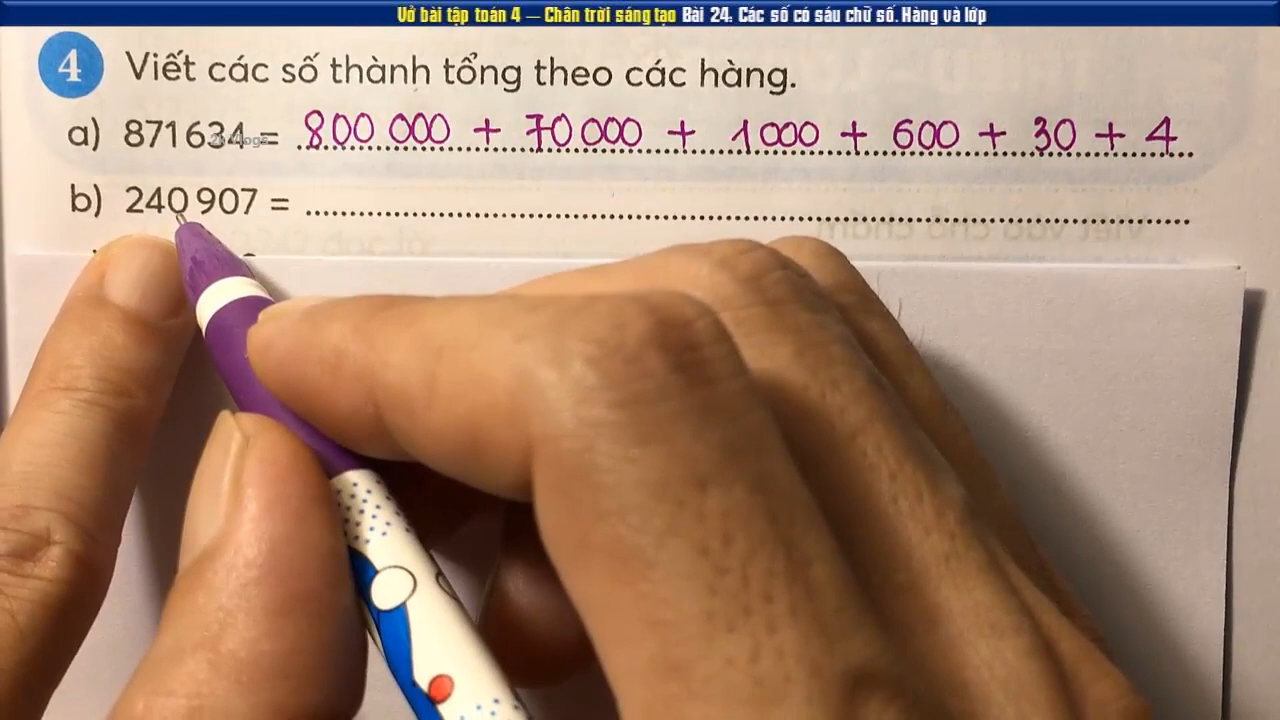 Vở bài tập toán 4 – Chân trời sáng tạo Bài 24. Các số có sáu chữ số. Hàng và lớp
4 Viết các số thành tổng theo các hàng.
a) 871 634 = 800 000 + 70 000 + 1 000 + 600 + 30 + 4
b) 240 907 =